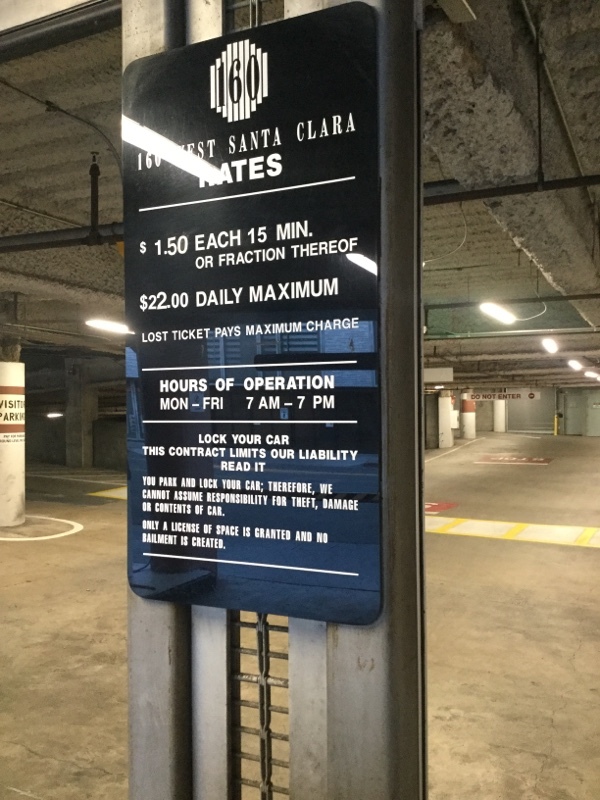 160
160 WEST SANTA CLARA
RATES
$ 1.50 EACH 15 MIN.
OR FRACTION THEREOF
$22.00 DAILY MAXIMUM
LOST TICKET PAYS MAXIMUM CHARGE
HOURS OF OPERATION
MON – FRI 7 AM – 7 PM
LOCK YOUR CAR
THIS CONTRACT LIMITS OUR LIABILITY
READ IT
YOU PARK AND LOCK YOUR CAR; THEREFORE, WE
CANNOT ASSUME RESPONSIBILITY FOR THEFT, DAMAGE
OR CONTENTS OF CAR.
ONLY A LICENSE OF SPACE IS GRANTED AND NO
BAILMENT IS CREATED.
VISITO
PARKIN
DO NOT ENTER
STOP